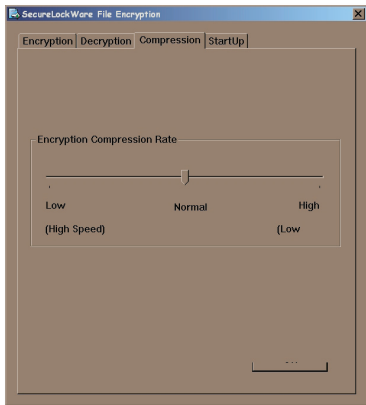 SecureLockWare File Encryption
Encryption Decryption Compression StartUp
Encryption Compression Rate
Low Normal High
(High Speed) (Low